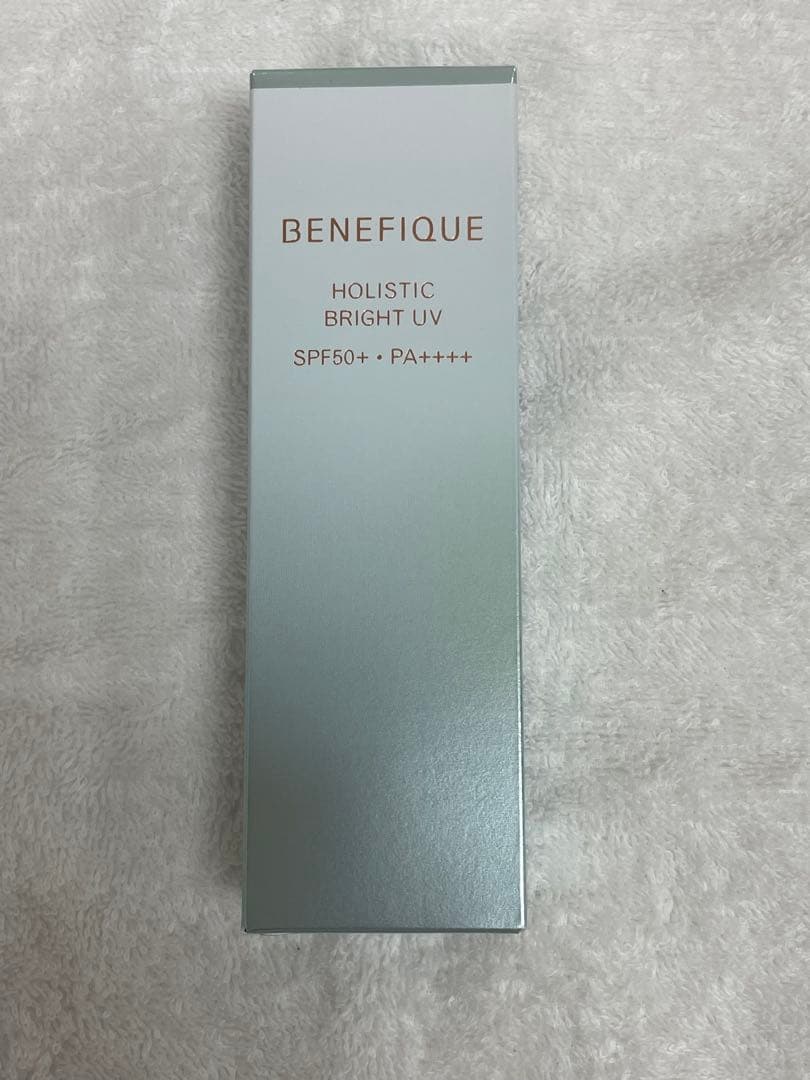 BENEFIQUE
HOLISTIC
BRIGHT UV
SPF50+・PA++++